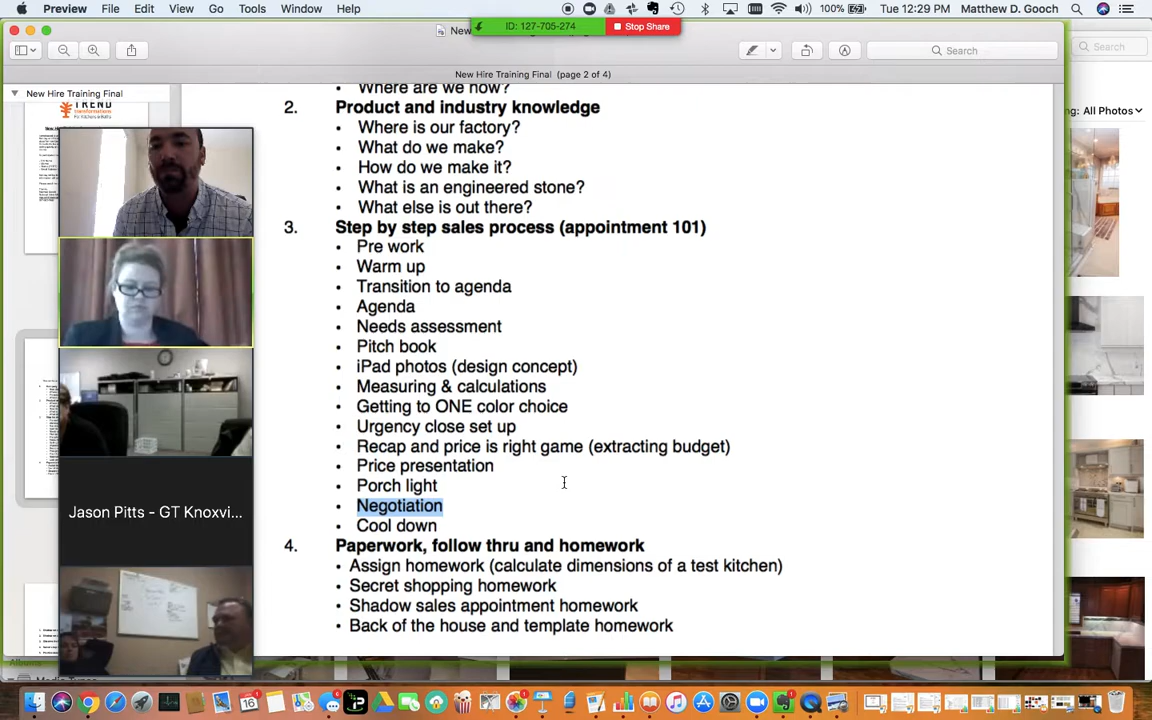 Preview File Edit View Go Tools Window Help
100% Tue 12:29 PM Matthew D. Gooch
New
ID: 127-705-274 Stop Share
Search
Search
New Hire Training Final (page 2 of 4)
New Hire Training Final
TREND
transformations
Where are we now?
ng: All Photos
2. Product and industry knowledge
• Where is our factory?
• What do we make?
• How do we make it?
• What is an engineered stone?
• What else is out there?
3. Step by step sales process (appointment 101)
• Pre work
• Warm up
• Transition to agenda
• Agenda
• Needs assessment
• Pitch book
• iPad photos (design concept)
• Measuring & calculations
• Getting to ONE color choice
• Urgency close set up
• Recap and price is right game (extracting budget)
• Price presentation
• Porch light
• Negotiation
• Cool down
Jason Pitts - GT Knoxvi...
4. Paperwork, follow thru and homework
• Assign homework (calculate dimensions of a test kitchen)
• Secret shopping homework
• Shadow sales appointment homework
• Back of the house and template homework